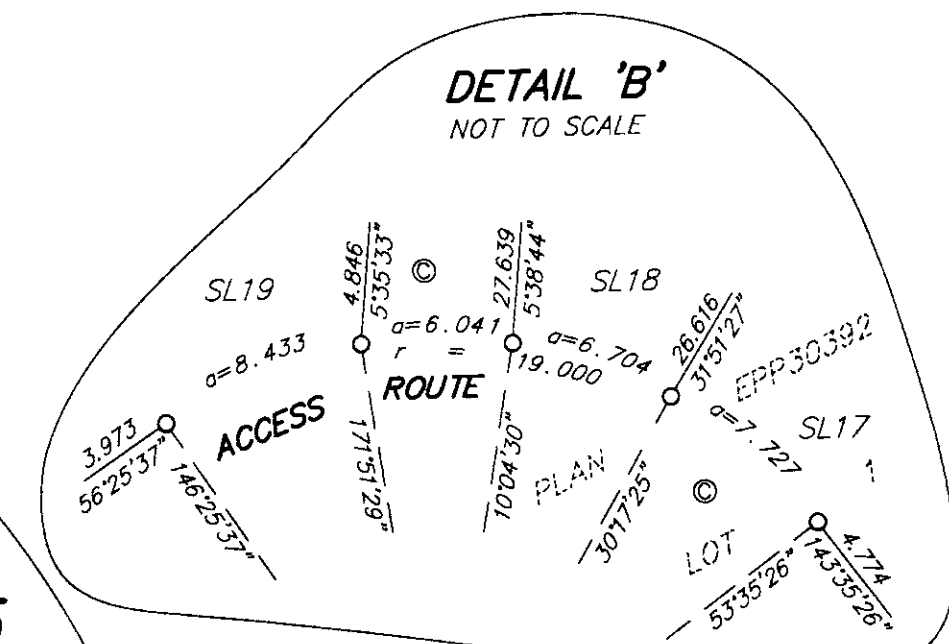 DETAIL 'B'
NOT TO SCALE
SL19
4.846
5°35'33"
©
27.639
5°38'44"
SL18
26.616
31°51'27"
EPP30392
a=8.433
a=6.041
r =
19.000
a=6.704
a=7.727
SL17
1
3.973
56°25'37"
146°25'37"
ACCESS
ROUTE
171°51'29"
10°04'30"
PLAN
30°17'25"
©
LOT
53°35'26"
4.774
143°35'26"